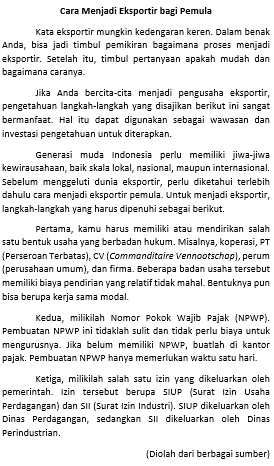 Cara Menjadi Eksportir bagi Pemula
Kata eksportir mungkin kedengaran keren. Dalam benak
Anda, bisa jadi timbul pemikiran bagaimana proses menjadi
eksportir. Setelah itu, timbul pertanyaan apakah mudah dan
bagaimana caranya.
Jika Anda bercita-cita menjadi pengusaha eksportir,
pengetahuan langkah-langkah yang disajikan berikut ini sangat
bermanfaat. Hal itu dapat digunakan sebagai wawasan dan
investasi pengetahuan untuk diterapkan.
Generasi muda Indonesia perlu memiliki jiwa-jiwa
kewirausahaan, baik skala lokal, nasional, maupun internasional.
Sebelum menggeluti dunia eksportir, perlu diketahui terlebih
dahulu cara menjadi eksportir pemula. Untuk menjadi eksportir,
langkah-langkah yang harus dipenuhi sebagai berikut.
Pertama, kamu harus memiliki atau mendirikan salah
satu bentuk usaha yang berbadan hukum. Misalnya, koperasi, PT
(Perseroan Terbatas), CV (Commanditaire Vennootschap), perum
(perusahaan umum), dan firma. Beberapa badan usaha tersebut
memiliki biaya pendirian yang relatif tidak mahal. Bentuknya pun
bisa berupa kerja sama modal.
Kedua, milikilah Nomor Pokok Wajib Pajak (NPWP).
Pembuatan NPWP ini tidaklah sulit dan tidak perlu biaya untuk
mengurusnya. Jika belum memiliki NPWP, buatlah di kantor
pajak. Pembuatan NPWP hanya memerlukan waktu satu hari.
Ketiga, milikilah salah satu izin yang dikeluarkan oleh
pemerintah. Izin tersebut berupa SIUP (Surat Izin Usaha
Perdagangan) dan SII (Surat Izin Industri). SIUP dikeluarkan oleh
Dinas Perdagangan, sedangkan SII dikeluarkan oleh Dinas
Perindustrian.
(Diolah dari berbagai sumber)